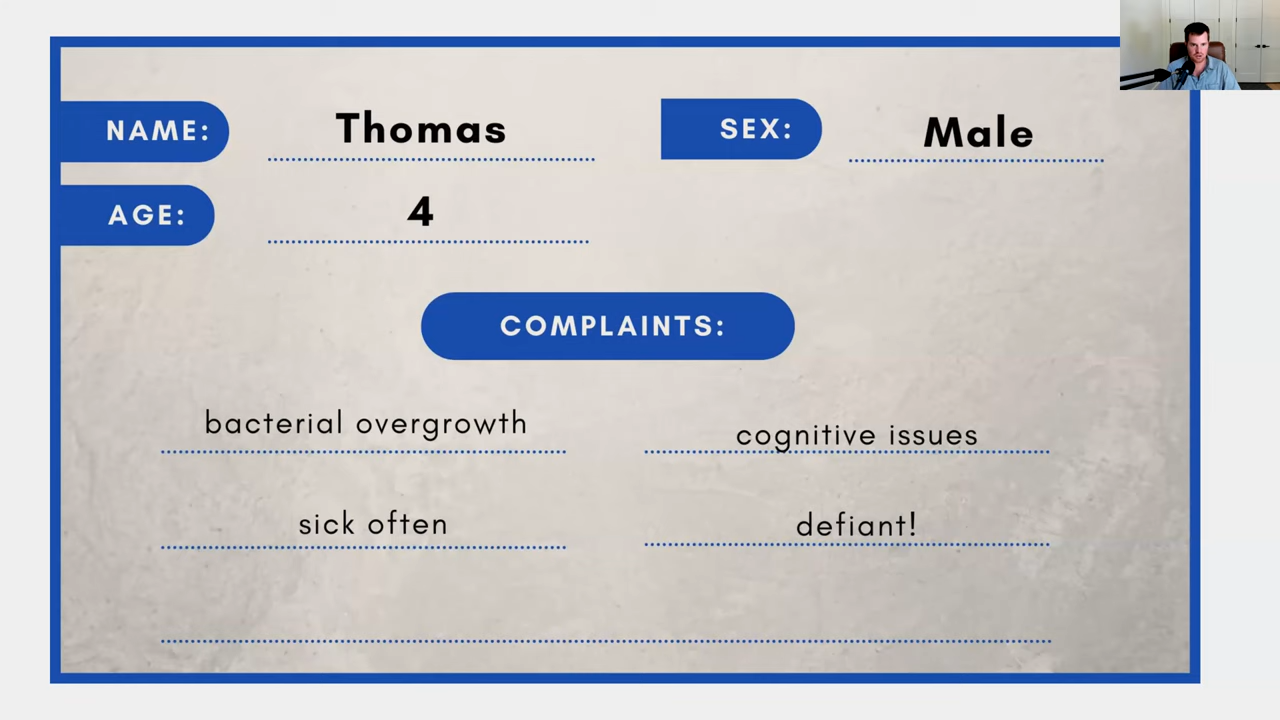 NAME: Thomas SEX: Male
AGE: 4
COMPLAINTS:
bacterial overgrowth cognitive issues
sick often defiant!